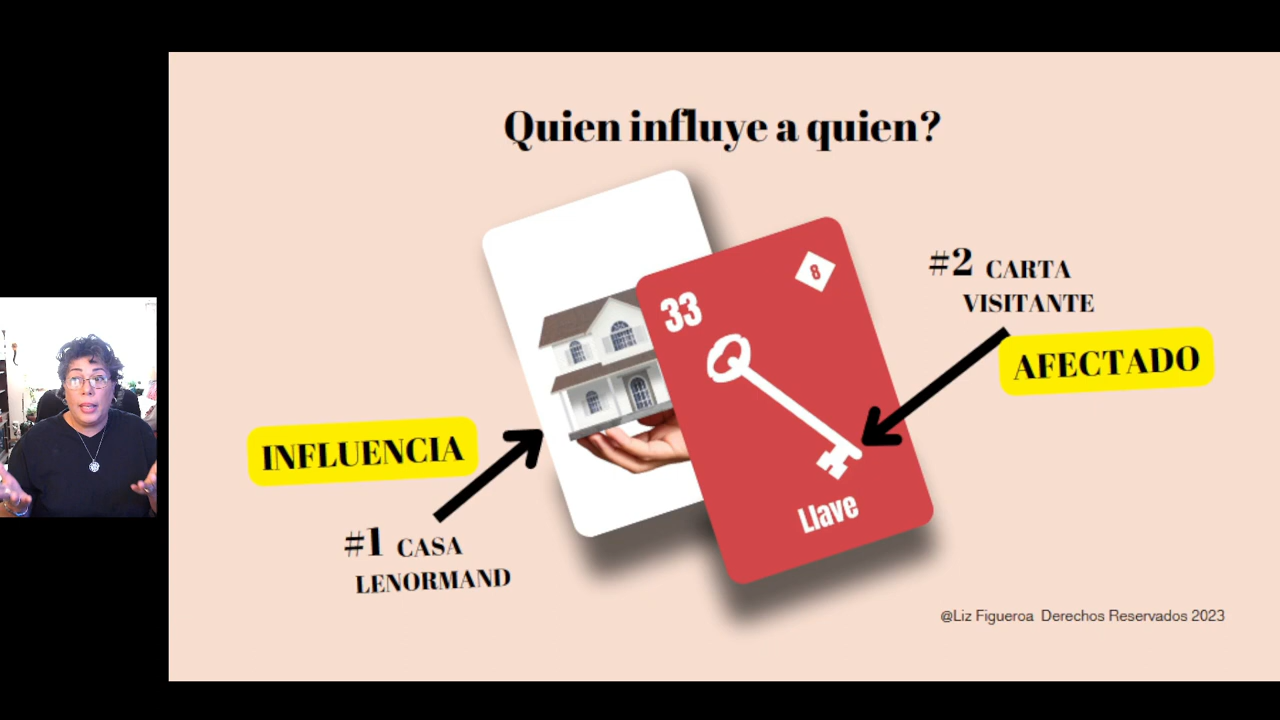 Quien influye a quien?
#2 CARTA
VISITANTE
AFECTADO
33
8
Llave
INFLUENCIA
#1 CASA
LENORMAND
@Liz Figueroa Derechos Reservados 2023